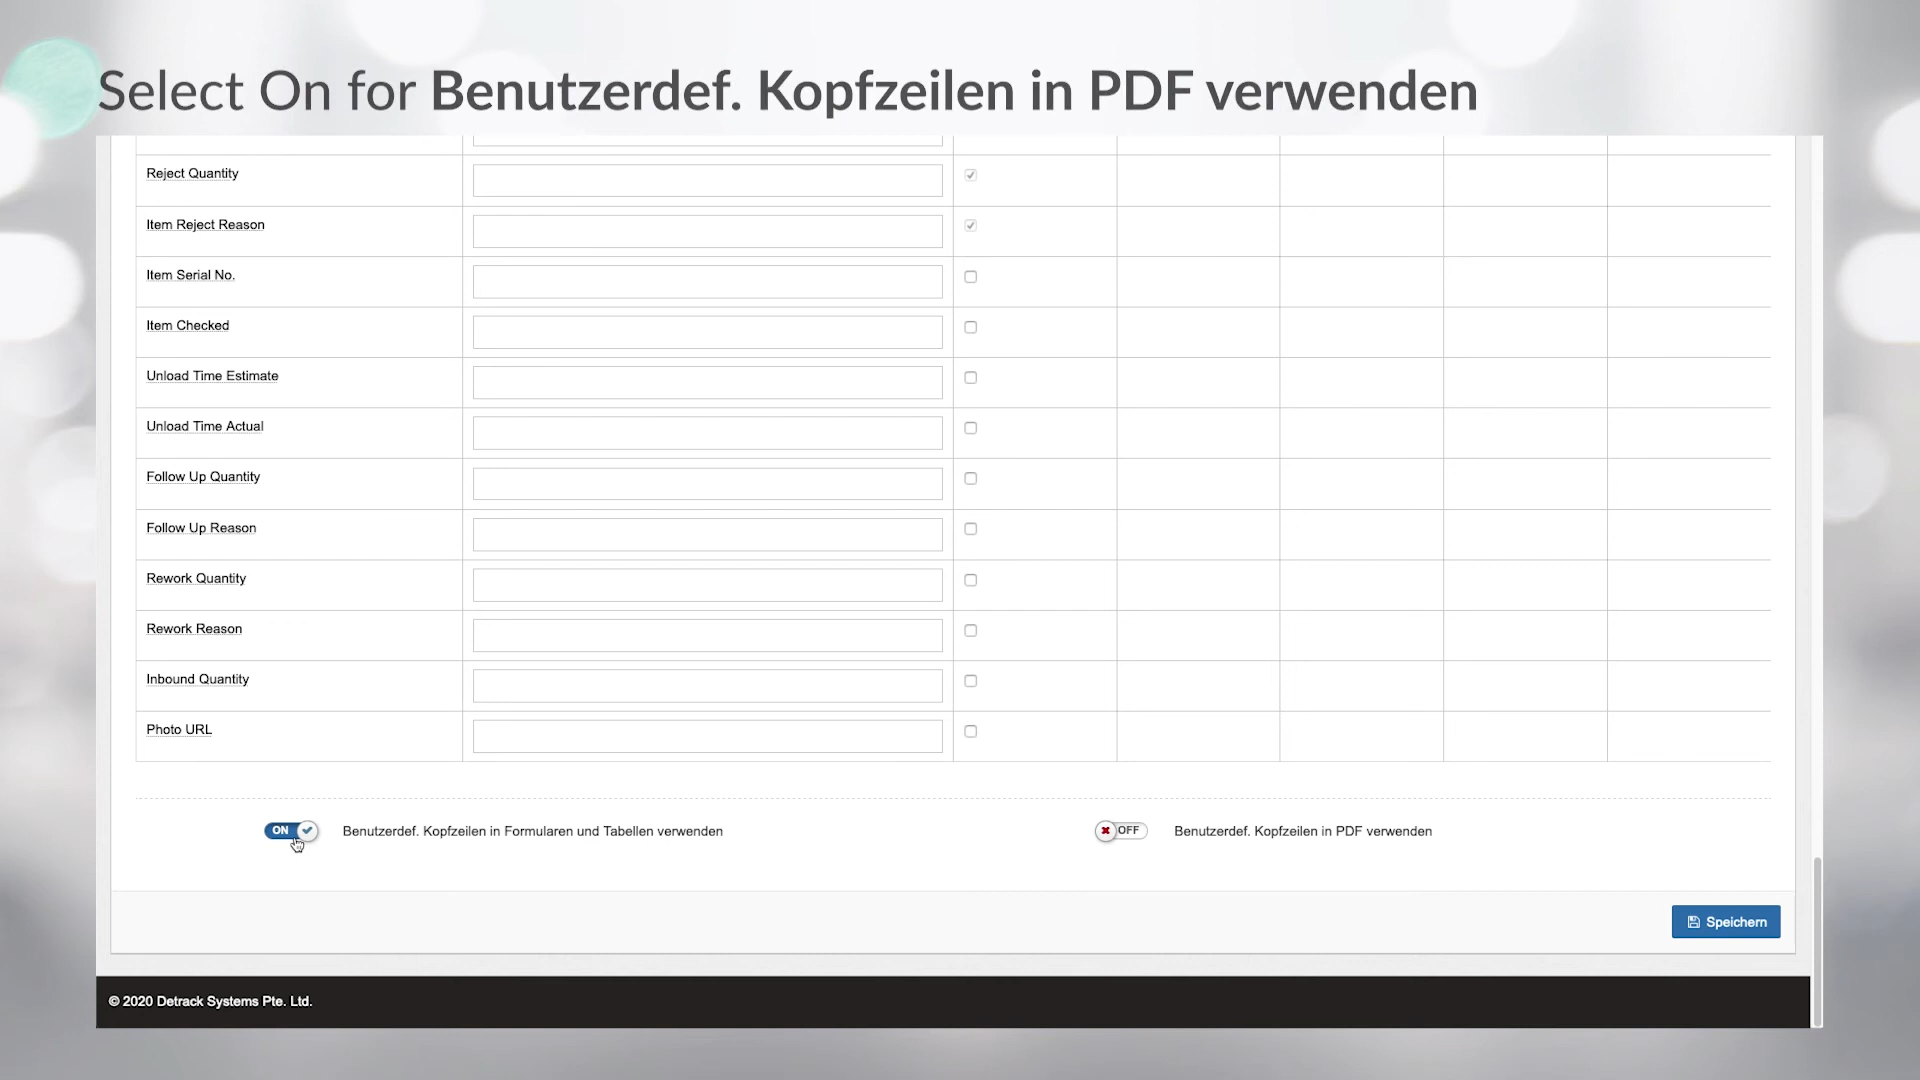 Select On for Benutzerdef. Kopfzeilen in PDF verwenden
Reject Quantity
Item Reject Reason
Item Serial No.
Item Checked
Unload Time Estimate
Unload Time Actual
Follow Up Quantity
Follow Up Reason
Rework Quantity
Rework Reason
Inbound Quantity
Photo URL
ON Benutzerdef. Kopfzeilen in Formularen und Tabellen verwenden
OFF Benutzerdef. Kopfzeilen in PDF verwenden
Speichern
© 2020 Detrack Systems Pte. Ltd.